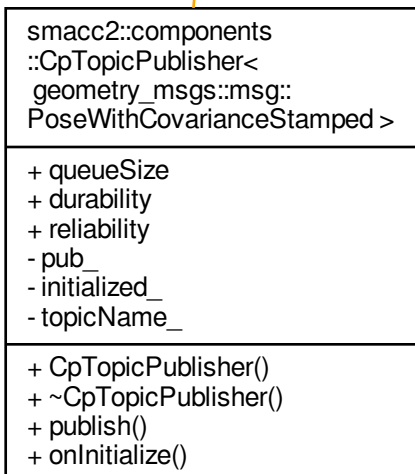 smacc2::components
::CpTopicPublisher<
geometry_msgs::msg::
PoseWithCovarianceStamped >
+ queueSize
+ durability
+ reliability
- pub_
- initialized_
- topicName_
+ CpTopicPublisher()
+ ~CpTopicPublisher()
+ publish()
+ onInitialize()